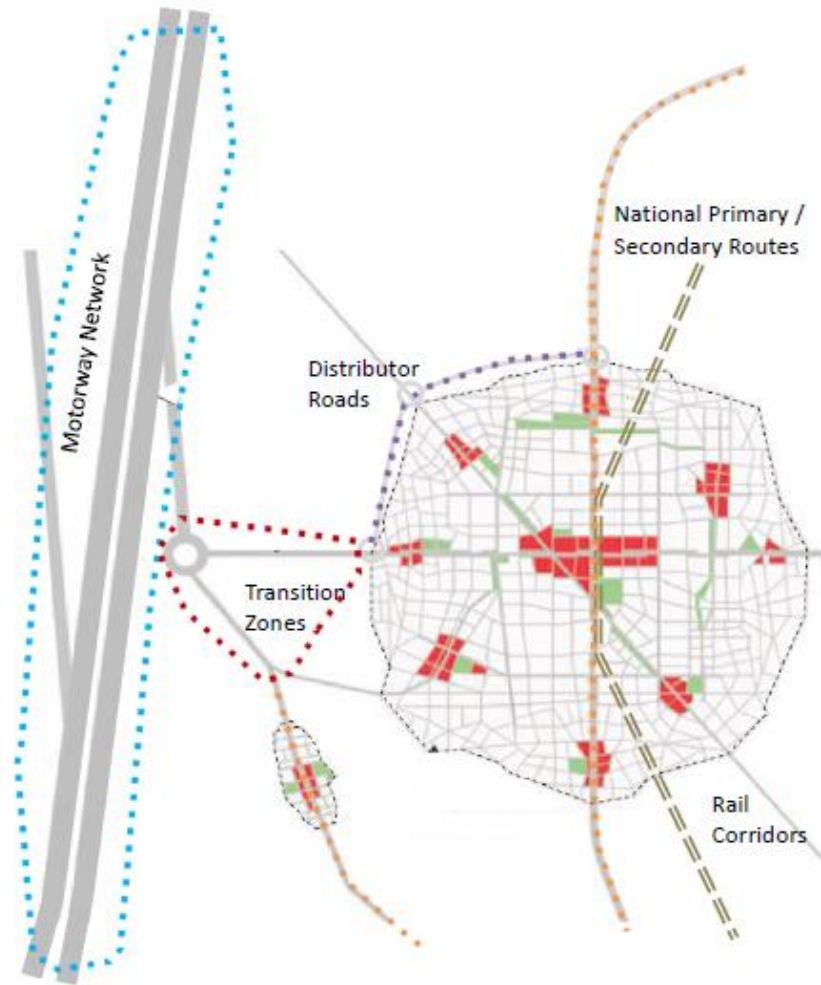 National Primary /
Secondary Routes
Motorway Network
Distributor
Roads
Transition
Zones
Rail
Corridors